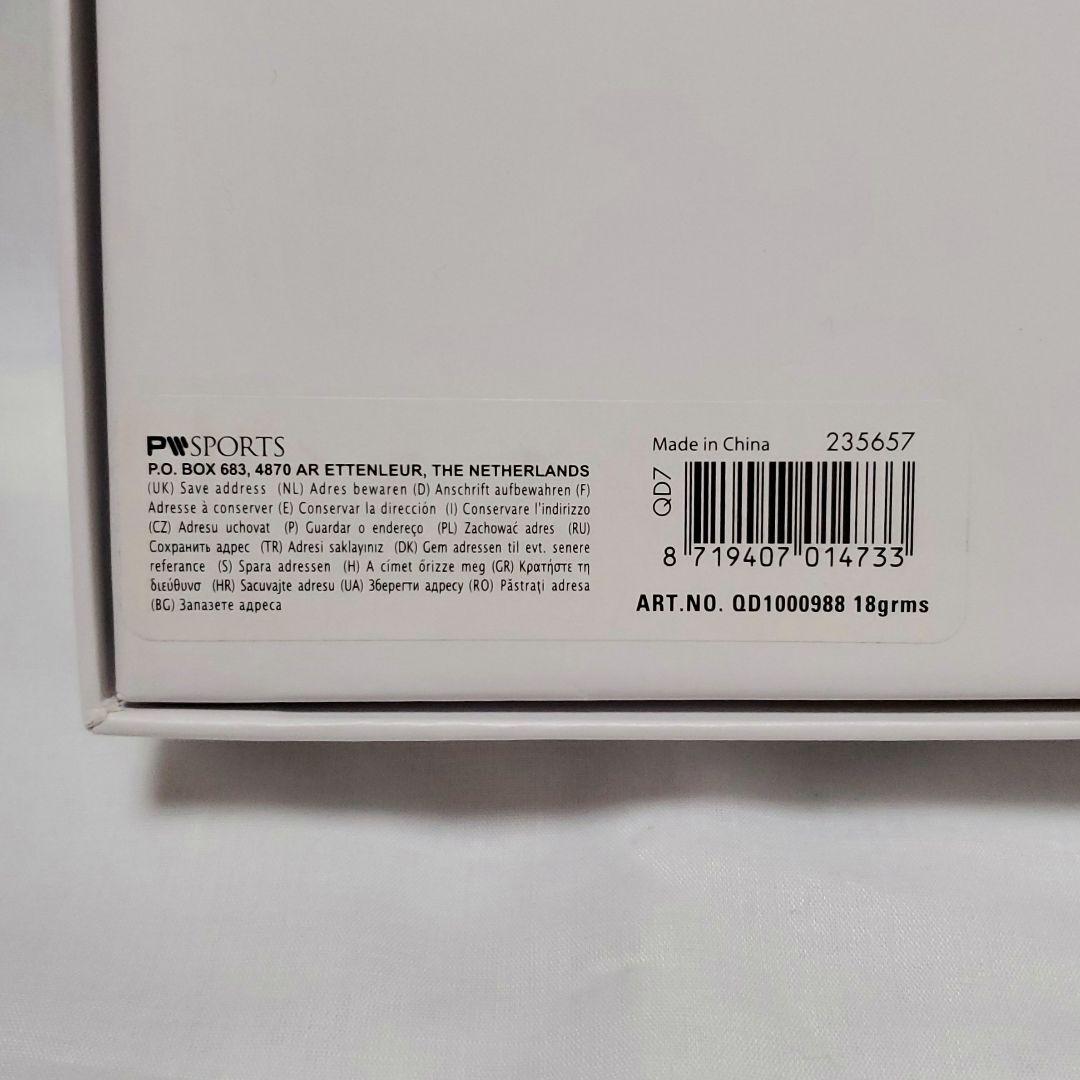 PWSPORTS
P.O. BOX 683, 4870 AR ETTENLEUR, THE NETHERLANDS
(UK) Save address (NL) Adres bewaren (D) Anschrift aufbewahren (F)
Adresse à conserver (E) Conservar la dirección (I) Conservare l'indirizzo
(CZ) Adresu uchovat (P) Guardar o endereço (PL) Zachować adres (RU)
Сохранить адрес (TR) Adresi saklayınız (DK) Gem adressen til evt. senere
referance (S) Spara adressen (H) A címet őrizze meg (GR) Κρατήστε τη
διεύθυνσ (HR) Sacuvajte adresu (UA) Зберегти адресу (RO) Păstraţi adresa
(BG) Запазете адреса
Made in China 235657
QD7
8 719407 014733
ART.NO. QD1000988 18grms